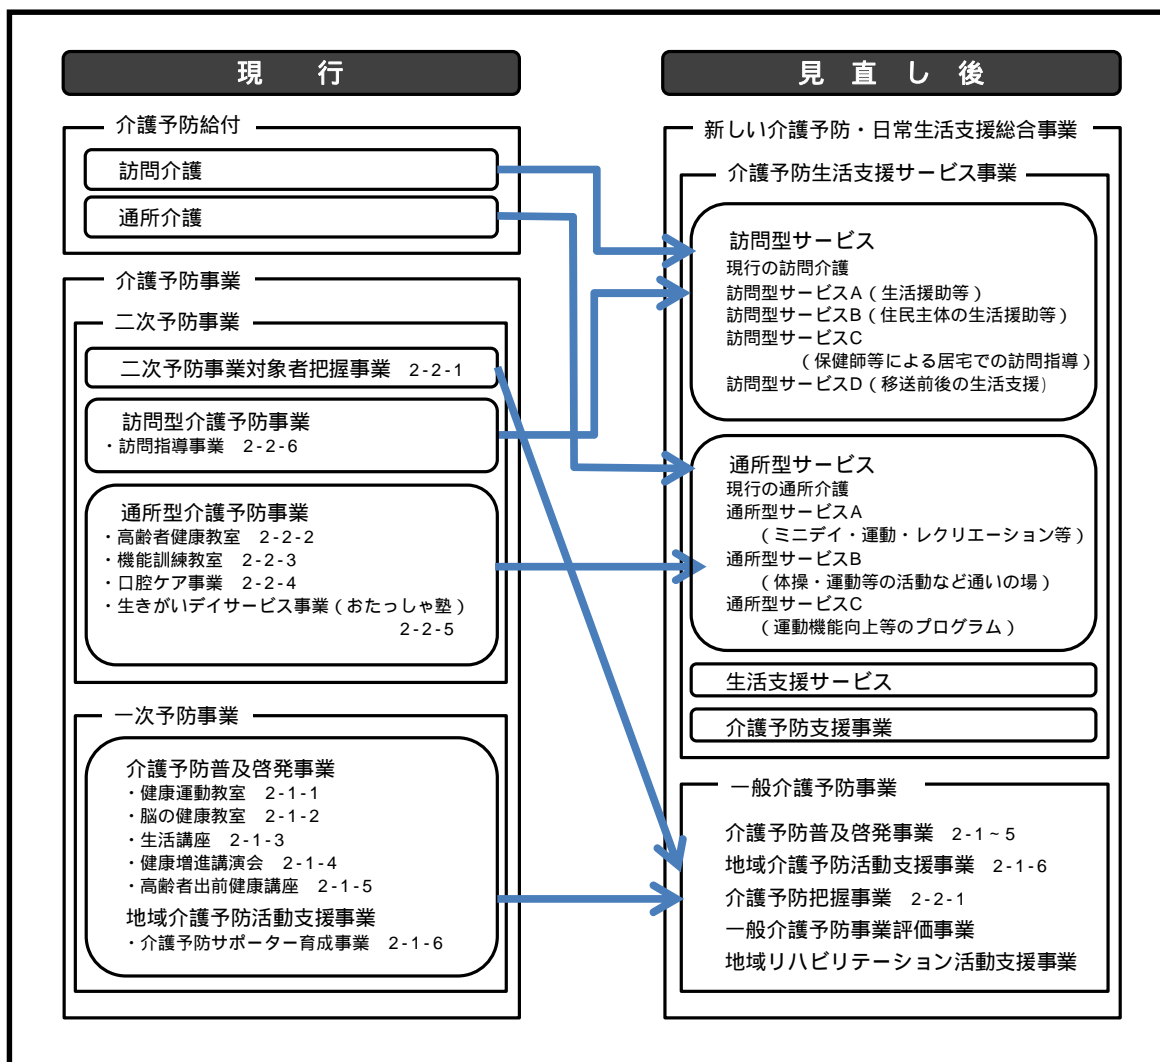 現行
介護予防給付
訪問介護
通所介護
介護予防事業
二次予防事業
二次予防事業対象者把握事業 2-2-1
訪問型介護予防事業
・訪問指導事業 2-2-6
通所型介護予防事業
・高齢者健康教室 2-2-2
・機能訓練教室 2-2-3
・口腔ケア事業 2-2-4
・生きがいデイサービス事業(おたっしゃ塾)
2-2-5
一次予防事業
介護予防普及啓発事業
・健康運動教室 2-1-1
・脳の健康教室 2-1-2
・生活講座 2-1-3
・健康増進講演会 2-1-4
・高齢者出前健康講座 2-1-5
地域介護予防活動支援事業
・介護予防サポーター育成事業 2-1-6
見直し後
新しい介護予防・日常生活支援総合事業
介護予防生活支援サービス事業
訪問型サービス
現行の訪問介護
訪問型サービスA(生活援助等)
訪問型サービスB(住民主体の生活援助等)
訪問型サービスC
(保健師等による居宅での訪問指導)
訪問型サービスD(移送前後の生活支援)
通所型サービス
現行の通所介護
通所型サービスA
(ミニデイ・運動・レクリエーション等)
通所型サービスB
(体操・運動等の活動など通いの場)
通所型サービスC
(運動機能向上等のプログラム)
生活支援サービス
介護予防支援事業
一般介護予防事業
介護予防普及啓発事業 2-1~5
地域介護予防活動支援事業 2-1-6
介護予防把握事業 2-2-1
一般介護予防事業評価事業
地域リハビリテーション活動支援事業